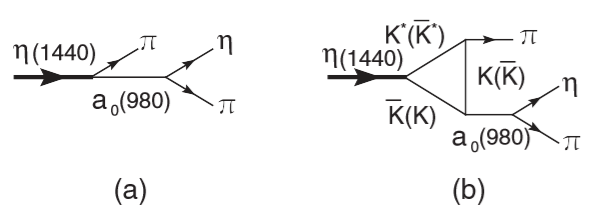 η(1440)
π
η
a₀(980)
π
(a)
K*(K̅*)
π
η(1440)
K(K̅)
K̅(K)
η
a₀(980)
π
(b)